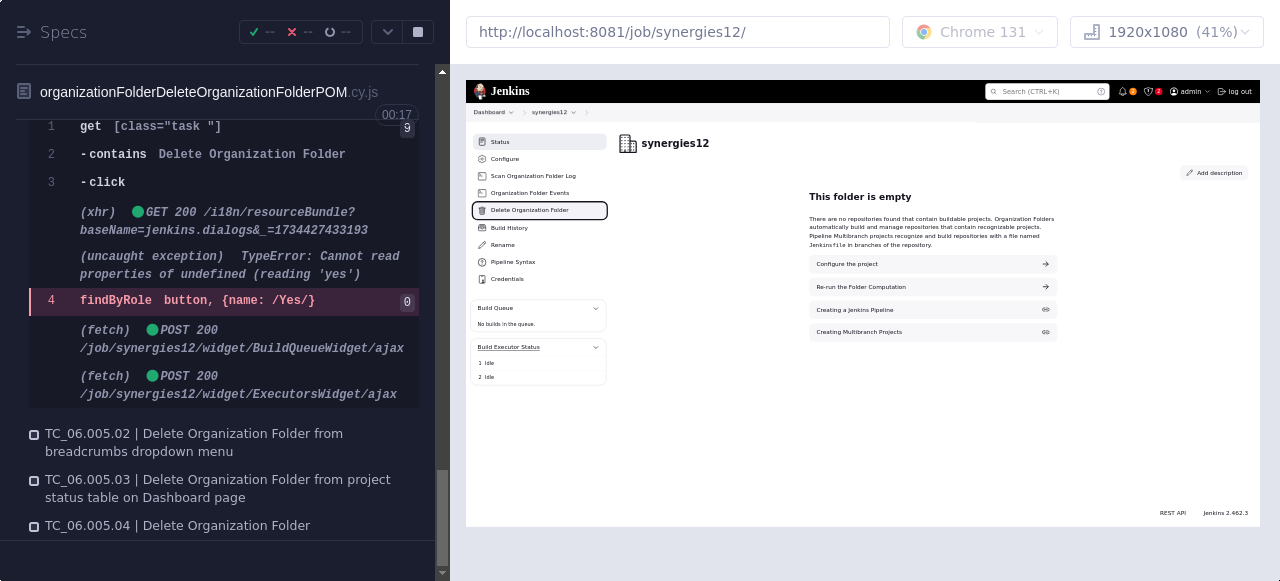 Specs
--
--
--
organizationFolderDeleteOrganizationFolderPOM.cy.js
00:17
1 get [class="task "] 9
2 -contains Delete Organization Folder
3 -click
(xhr) GET 200 /i18n/resourceBundle?
baseName=jenkins.dialogs&_=1734427433193
(uncaught exception) TypeError: Cannot read
properties of undefined (reading 'yes')
4 findByRole button, {name: /Yes/} 0
(fetch) POST 200
/job/synergies12/widget/BuildQueueWidget/ajax
(fetch) POST 200
/job/synergies12/widget/ExecutorsWidget/ajax
TC_06.005.02 | Delete Organization Folder from
breadcrumbs dropdown menu
TC_06.005.03 | Delete Organization Folder from project
status table on Dashboard page
TC_06.005.04 | Delete Organization Folder
http://localhost:8081/job/synergies12/
Chrome 131
1920x1080 (41%)
Jenkins
Search (CTRL+K)
2
2
admin
log out
Dashboard
synergies12
Status
Configure
Scan Organization Folder Log
Organization Folder Events
Delete Organization Folder
Build History
Rename
Pipeline Syntax
Credentials
Build Queue
No builds in the queue.
Build Executor Status
1 Idle
2 Idle
synergies12
Add description
This folder is empty
There are no repositories found that contain buildable projects. Organization Folders
automatically build and manage repositories that contain recognizable projects.
Pipeline Multibranch projects recognize and build repositories with a file named
Jenkinsfile in branches of the repository.
Configure the project
Re-run the Folder Computation
Creating a Jenkins Pipeline
Creating Multibranch Projects
REST API
Jenkins 2.462.3